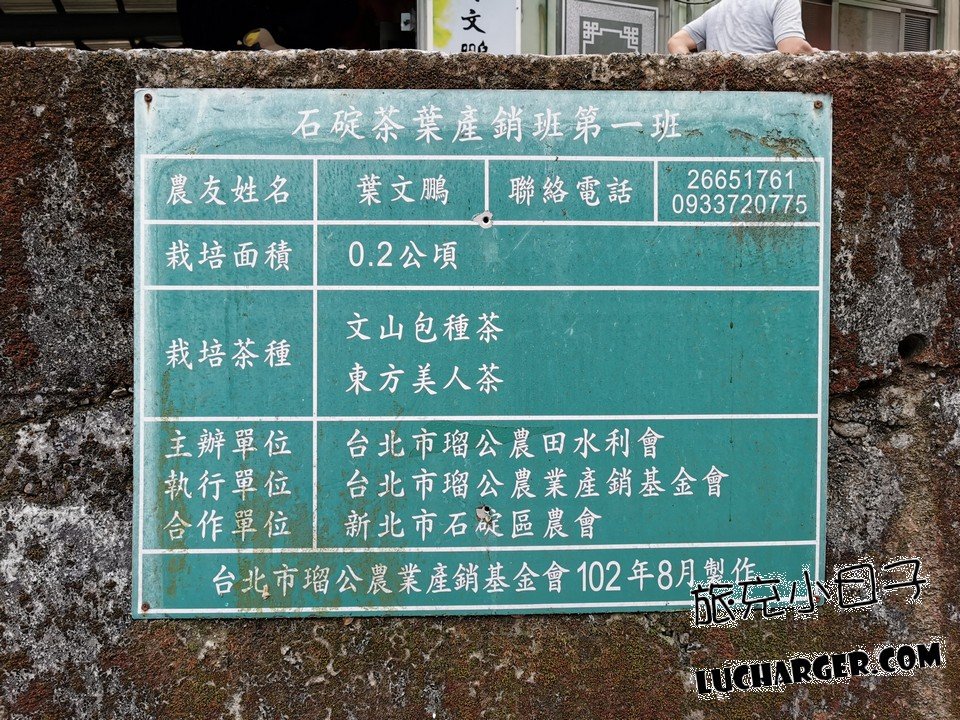 文鵬
石碇茶葉產銷班第一班
農友姓名 葉文鵬 聯絡電話 26651761
0933720775
栽培面積 0.2公頃
栽培茶種 文山包種茶
東方美人茶
主辦單位 台北市瑠公農田水利會
執行單位 台北市瑠公農業產銷基金會
合作單位 新北市石碇區農會
台北市瑠公農業產銷基金會102年8月製作
旅充小日子
LUCHARGER.COM